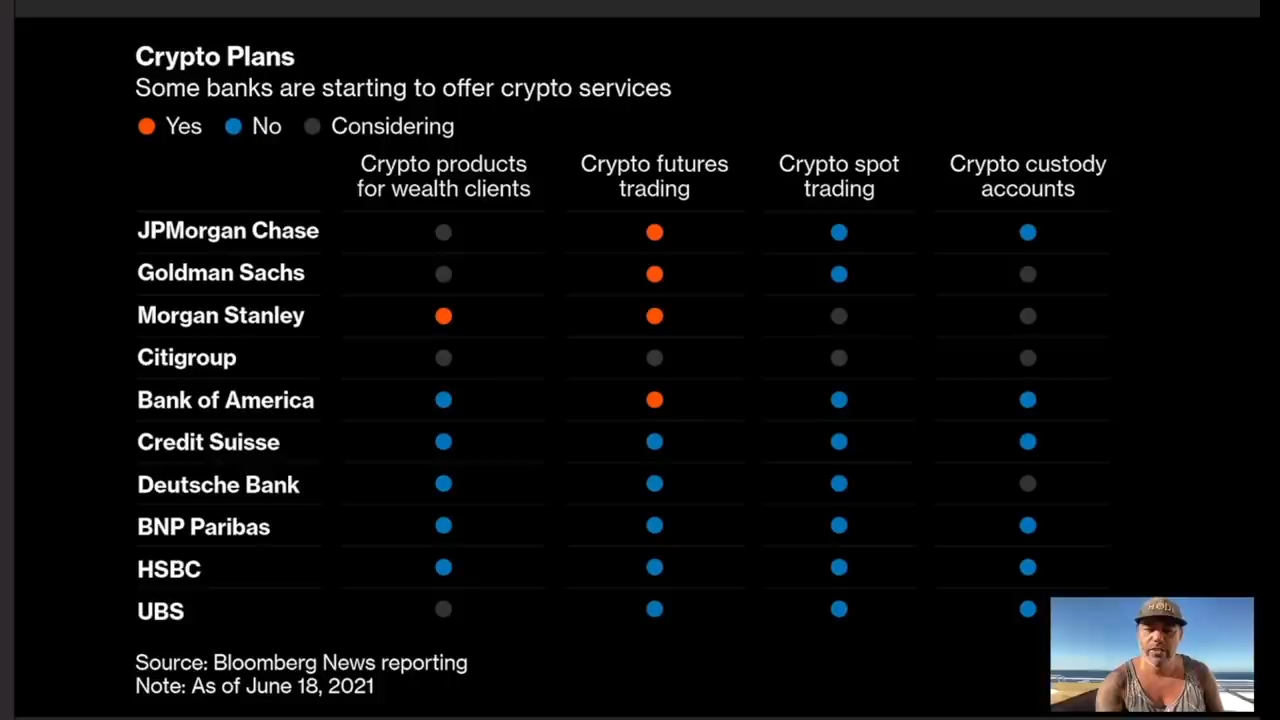 Crypto Plans
Some banks are starting to offer crypto services
Yes No Considering
Crypto products for wealth clients
Crypto futures trading
Crypto spot trading
Crypto custody accounts
JPMorgan Chase
Goldman Sachs
Morgan Stanley
Citigroup
Bank of America
Credit Suisse
Deutsche Bank
BNP Paribas
HSBC
UBS
Source: Bloomberg News reporting
Note: As of June 18, 2021